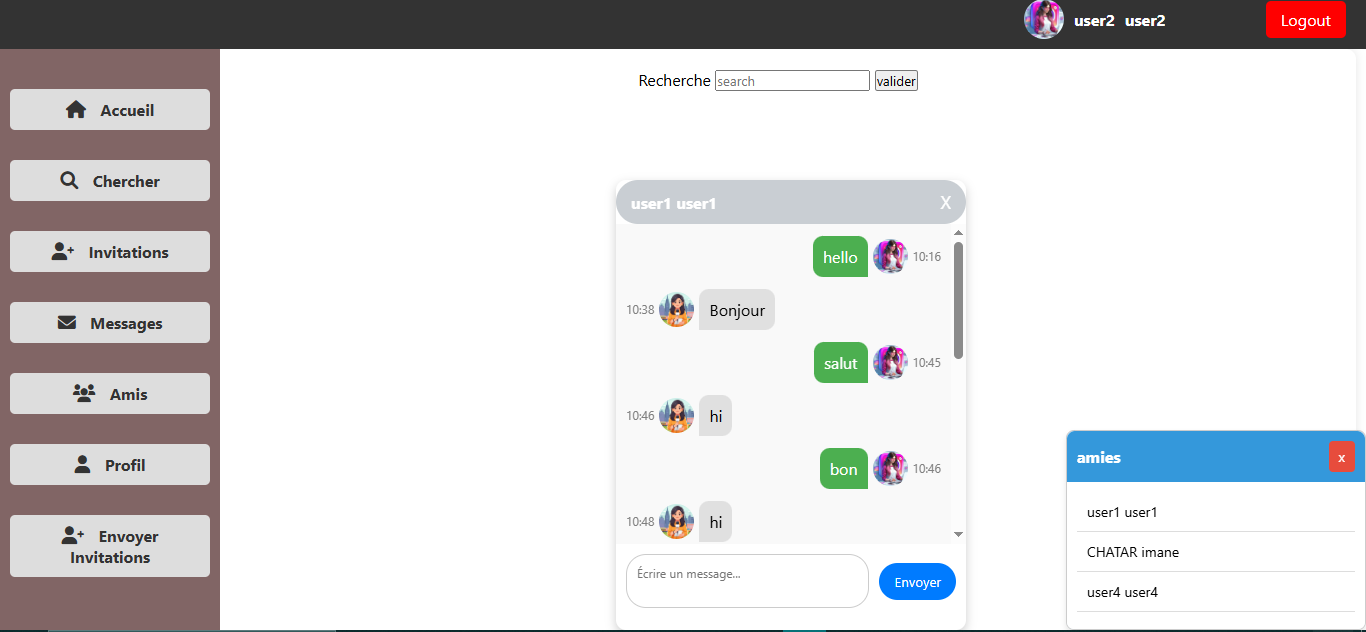 user2 user2
Logout
Accueil
Chercher
Invitations
Messages
Amis
Profil
Envoyer
Invitations
Recherche search valider
user1 user1 X
hello 10:16
10:38 Bonjour
salut 10:45
10:46 hi
bon 10:46
10:48 hi
Écrire un message...
Envoyer
amies x
user1 user1
CHATAR imane
user4 user4